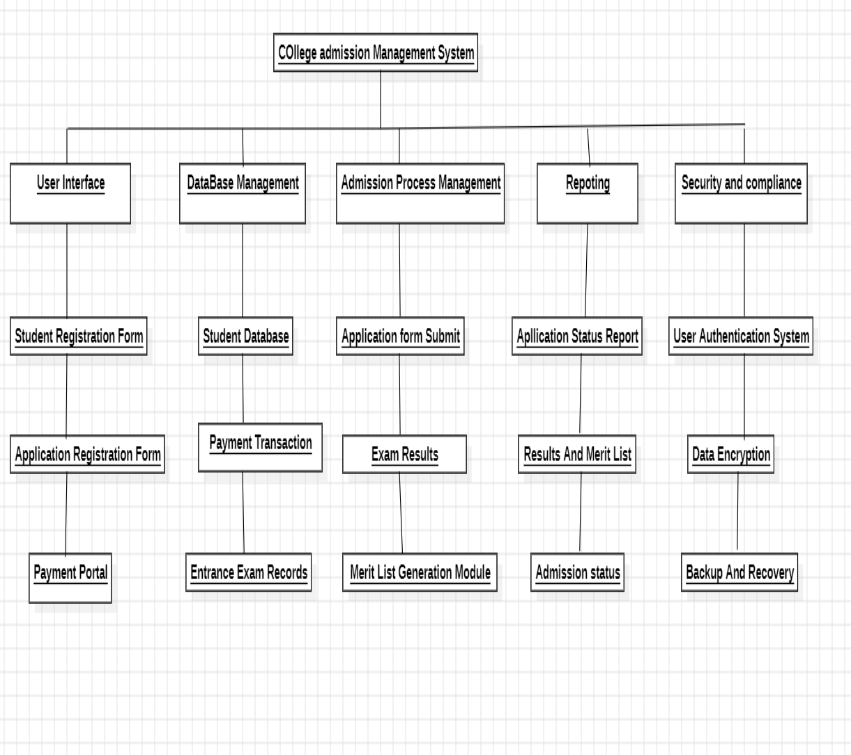 COllege admission Management System
User Interface
DataBase Management
Admission Process Management
Repoting
Security and compliance
Student Registration Form
Student Database
Application form Submit
Apllication Status Report
User Authentication System
Application Registration Form
Payment Transaction
Exam Results
Results And Merit List
Data Encryption
Payment Portal
Entrance Exam Records
Merit List Generation Module
Admission status
Backup And Recovery